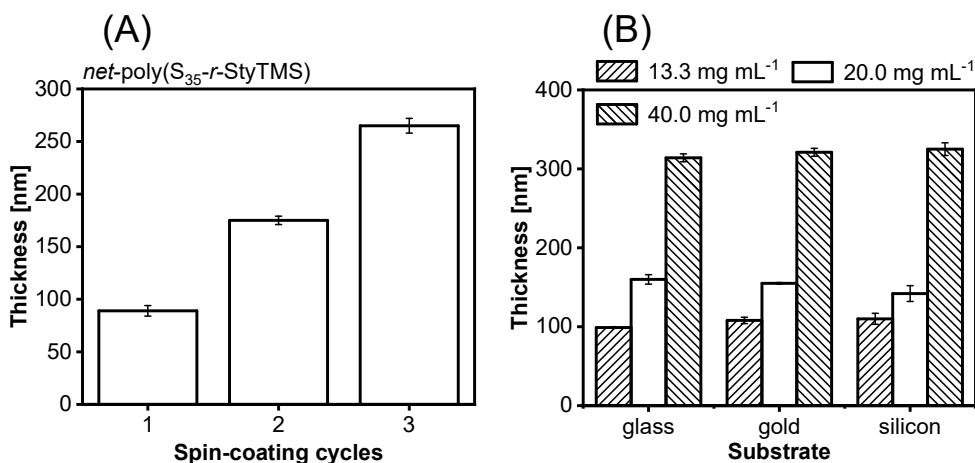 (A)
net-poly(S₃₅-r-StyTMS)
300
250
200
150
100
50
0
Thickness [nm]
1 2 3
Spin-coating cycles
(B)
13.3 mg mL⁻¹ 20.0 mg mL⁻¹
40.0 mg mL⁻¹
400
300
200
100
0
Thickness [nm]
glass gold silicon
Substrate